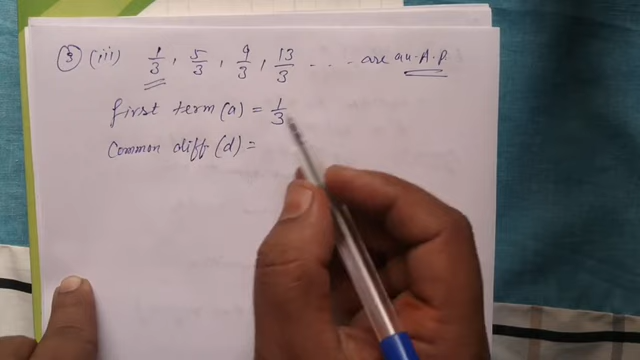 ③ (iii) 1/3, 5/3, 9/3, 13/3 .... are an A.P.
first term (a) = 1/3
Common diff (d) =